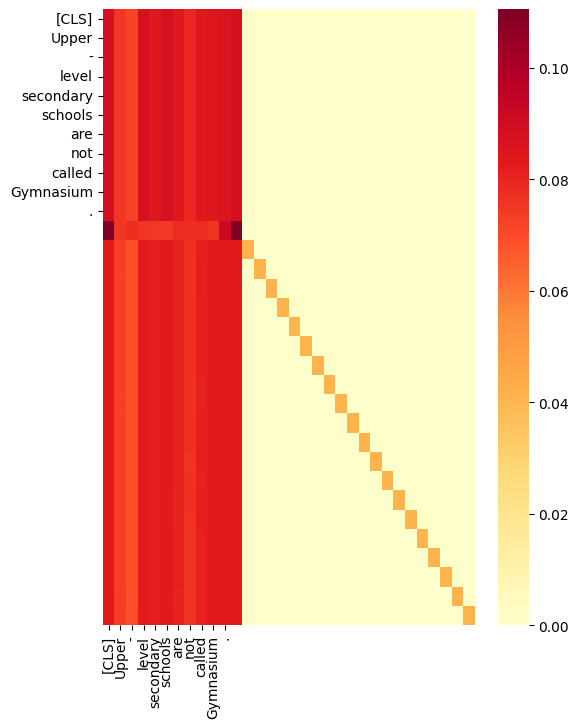 [CLS]
Upper
-
level
secondary
schools
are
not
called
Gymnasium
.
0.10
0.08
0.06
0.04
0.02
0.00
[CLS]
Upper
-
level
secondary
schools
are
not
called
Gymnasium
.